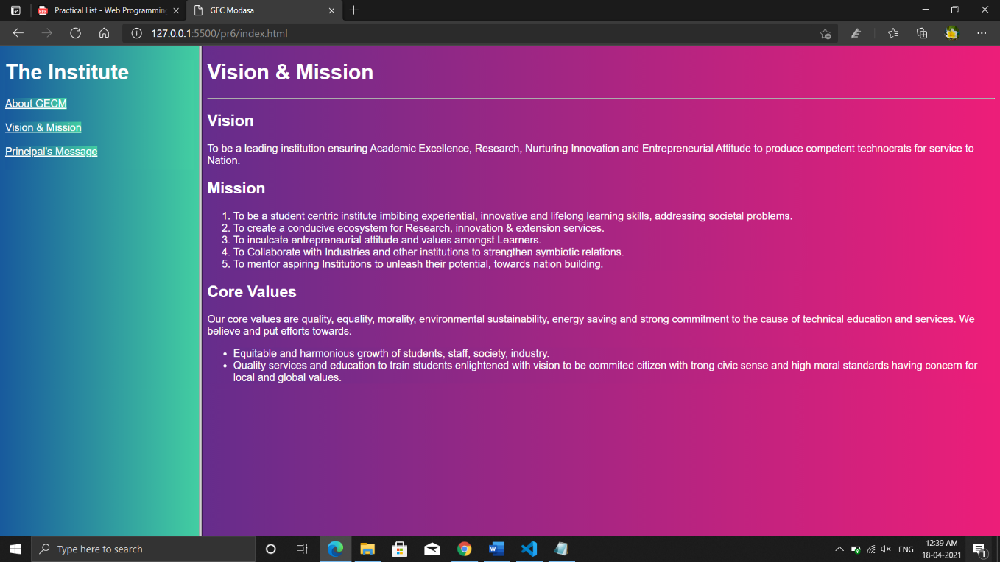 Practical List - Web Programming
GEC Modasa
127.0.0.1:5500/pr6/index.html
The Institute
About GECM
Vision & Mission
Principal's Message
Vision & Mission
Vision
To be a leading institution ensuring Academic Excellence, Research, Nurturing Innovation and Entrepreneurial Attitude to produce competent technocrats for service to
Nation.
Mission
1. To be a student centric institute imbibing experiential, innovative and lifelong learning skills, addressing societal problems.
2. To create a conducive ecosystem for Research, innovation & extension services.
3. To inculcate entrepreneurial attitude and values amongst Learners.
4. To Collaborate with Industries and other institutions to strengthen symbiotic relations.
5. To mentor aspiring Institutions to unleash their potential, towards nation building.
Core Values
Our core values are quality, equality, morality, environmental sustainability, energy saving and strong commitment to the cause of technical education and services. We
believe and put efforts towards:
• Equitable and harmonious growth of students, staff, society, industry.
• Quality services and education to train students enlightened with vision to be commited citizen with trong civic sense and high moral standards having concern for
local and global values.
Type here to search
ENG
12:39 AM
18-04-2021
1